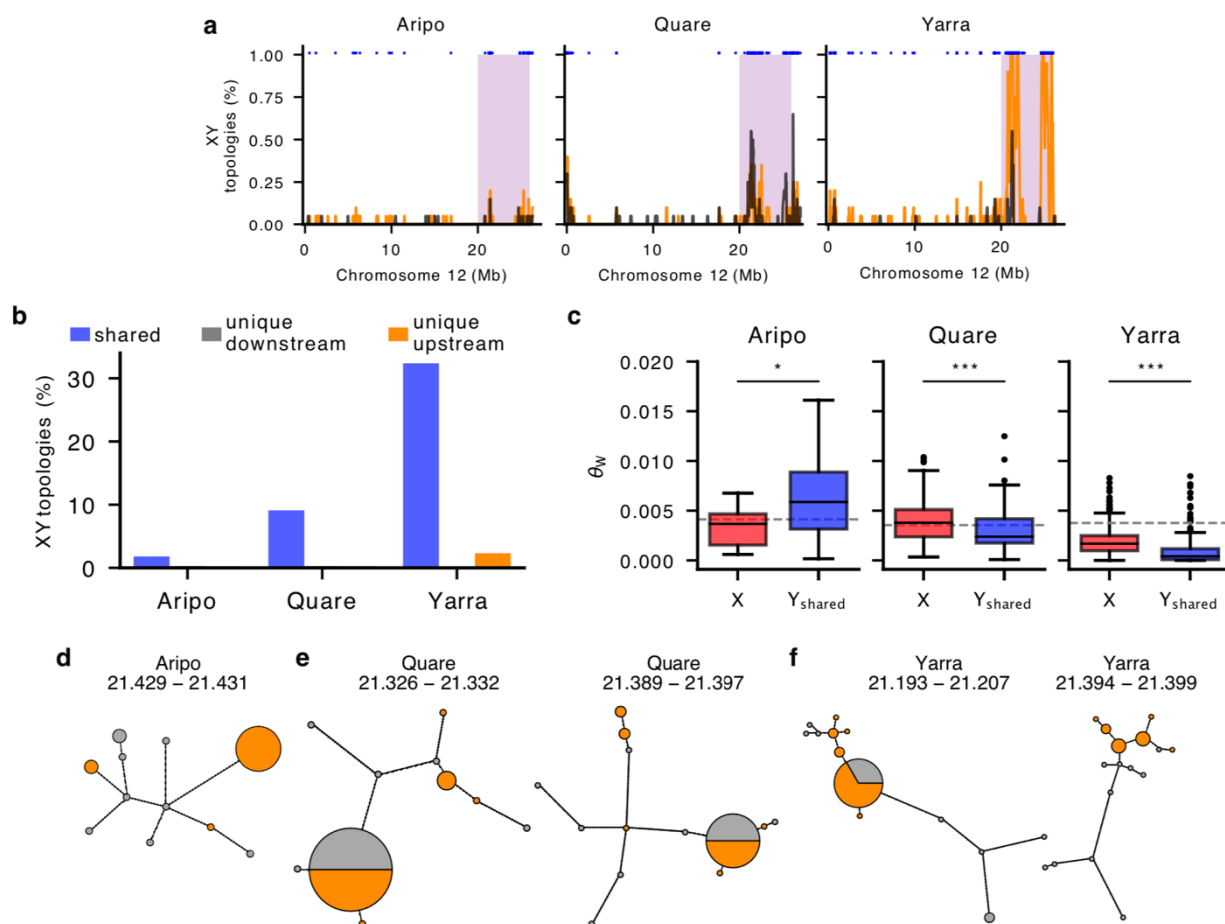 a
Aripo
Quare
Yarra
XY
topologies (%)
1.00
0.75
0.50
0.25
0.00
0
10
20
0
10
20
0
10
20
Chromosome 12 (Mb)
Chromosome 12 (Mb)
Chromosome 12 (Mb)
b
shared
unique
downstream
unique
upstream
XY topologies (%)
30
20
10
0
Aripo
Quare
Yarra
c
Aripo
Quare
Yarra
* 
***
***
θW
0.020
0.015
0.010
0.005
0.000
X
Yshared
X
Yshared
X
Yshared
d
Aripo
21.429 – 21.431
e
Quare
21.326 – 21.332
Quare
21.389 – 21.397
f
Yarra
21.193 – 21.207
Yarra
21.394 – 21.399